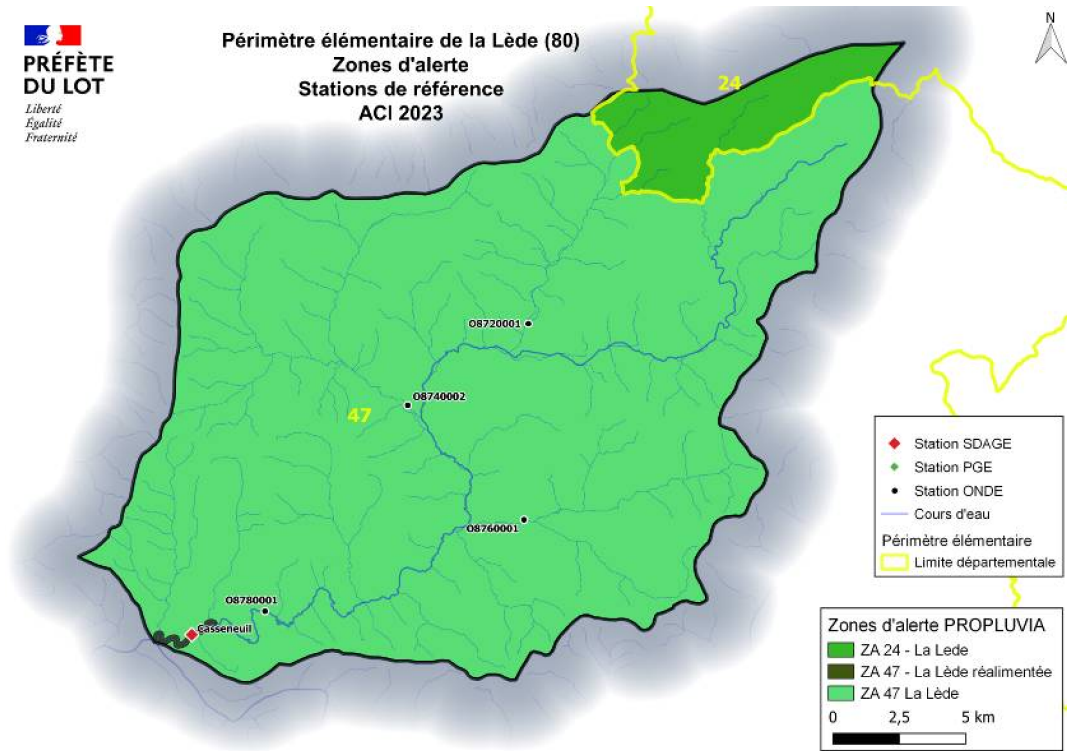 PRÉFÈTE
DU LOT
Liberté
Égalité
Fraternité
Périmètre élémentaire de la Lède (80)
Zones d'alerte
Stations de référence
ACI 2023
N
24
O8720001
O8740002
47
O8760001
O8780001
Casseneuil
Station SDAGE
Station PGE
Station ONDE
Cours d'eau
Périmètre élémentaire
Limite départementale
Zones d'alerte PROPLUVIA
ZA 24 - La Lede
ZA 47 - La Lède réalimentée
ZA 47 La Lède
0 2,5 5 km